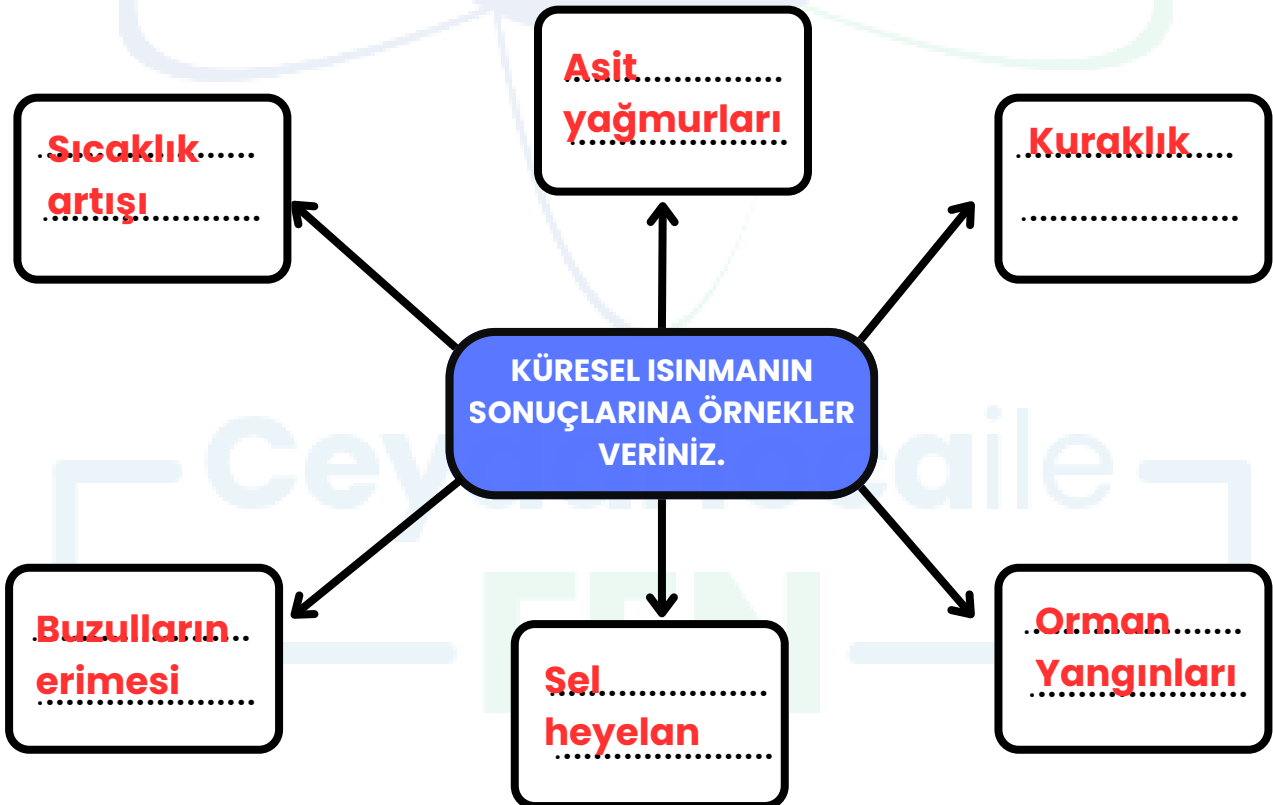 Asit
yağmurları
Sıcaklık
artışı
Kuraklık
KÜRESEL ISINMANIN
SONUÇLARINA ÖRNEKLER
VERİNİZ.
Buzulların
erimesi
Sel
heyelan
Orman
Yangınları